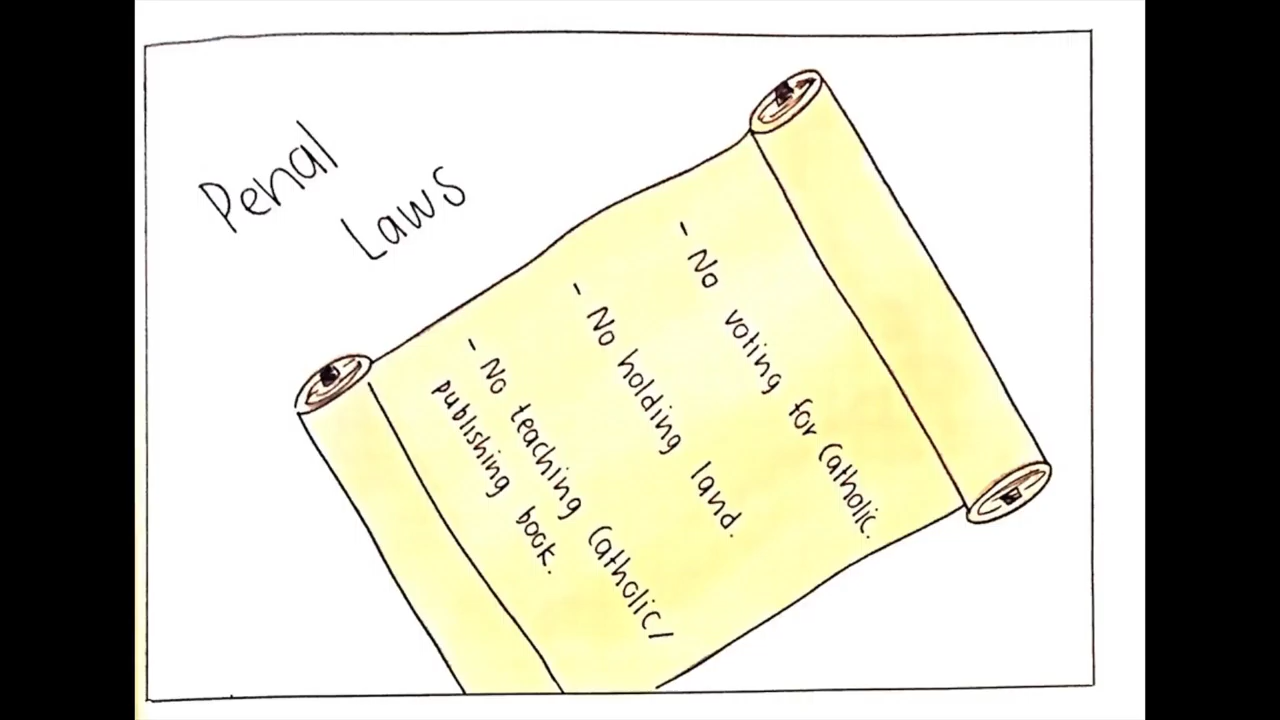 Penal
Laws
- No voting for Catholic.
- No holding land.
- No teaching Catholic/
publishing book.